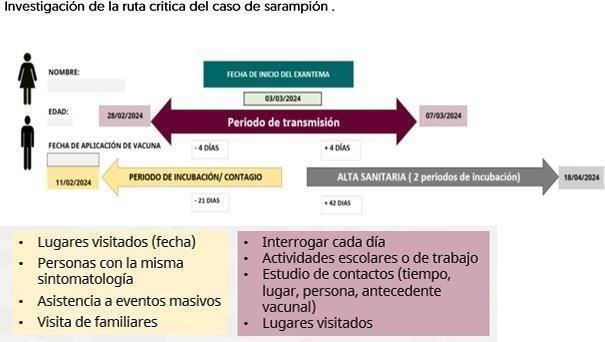 Investigación de la ruta critica del caso de sarampión .
NOMBRE:
FECHA DE INICIO DEL EXANTEMA
03/03/2024
EDAD:
28/02/2024
Periodo de transmisión
07/03/2024
FECHA DE APLICACIÓN DE VACUNA
- 4 DÍAS
+ 4 DÍAS
11/02/2024
PERIODO DE INCUBACIÓN/ CONTAGIO
ALTA SANITARIA ( 2 periodos de incubación)
18/04/2024
- 21 DIAS
+ 42 DIAS
• Lugares visitados (fecha)
• Personas con la misma
sintomatología
• Asistencia a eventos masivos
• Visita de familiares
• Interrogar cada día
• Actividades escolares o de trabajo
• Estudio de contactos (tiempo,
lugar, persona, antecedente
vacunal)
• Lugares visitados